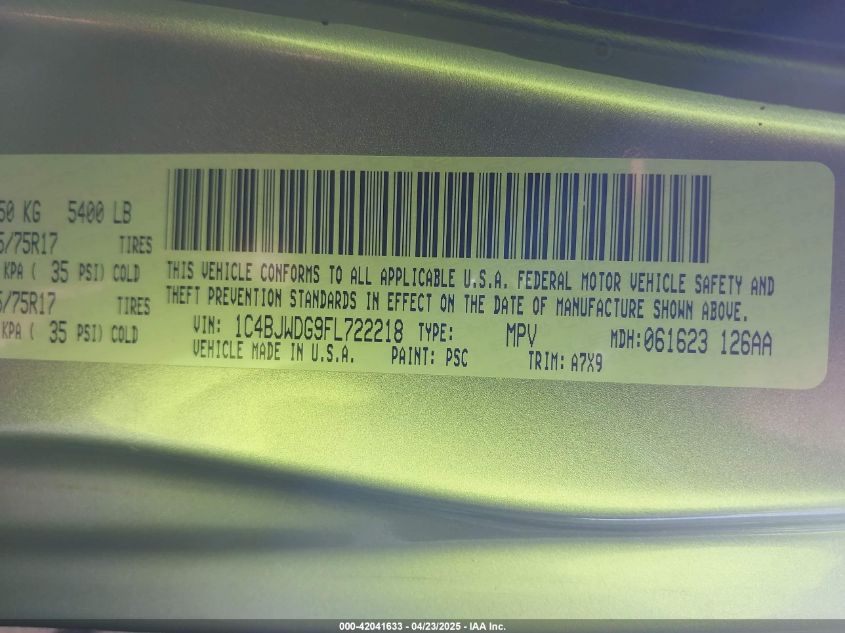 50 KG 5400 LB
5/75R17 TIRES
KPA ( 35 PSI) COLD
5/75R17 TIRES
KPA ( 35 PSI) COLD
THIS VEHICLE CONFORMS TO ALL APPLICABLE U.S.A. FEDERAL MOTOR VEHICLE SAFETY AND
THEFT PREVENTION STANDARDS IN EFFECT ON THE DATE OF MANUFACTURE SHOWN ABOVE.
VIN: 1C4BJWDG9FL722218 TYPE: MPV MDH:061623 126AA
VEHICLE MADE IN U.S.A. PAINT: PSC TRIM: A7X9
000-42041633 - 04/23/2025 - IAA Inc.